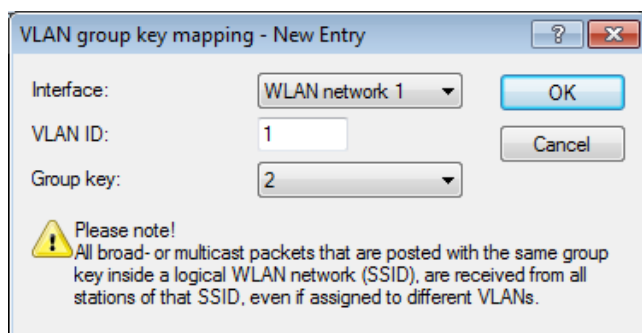 VLAN group key mapping - New Entry
Interface:
WLAN network 1
OK
VLAN ID:
1
Cancel
Group key:
2
Please note!
All broad- or multicast packets that are posted with the same group
key inside a logical WLAN network (SSID), are received from all
stations of that SSID, even if assigned to different VLANs.